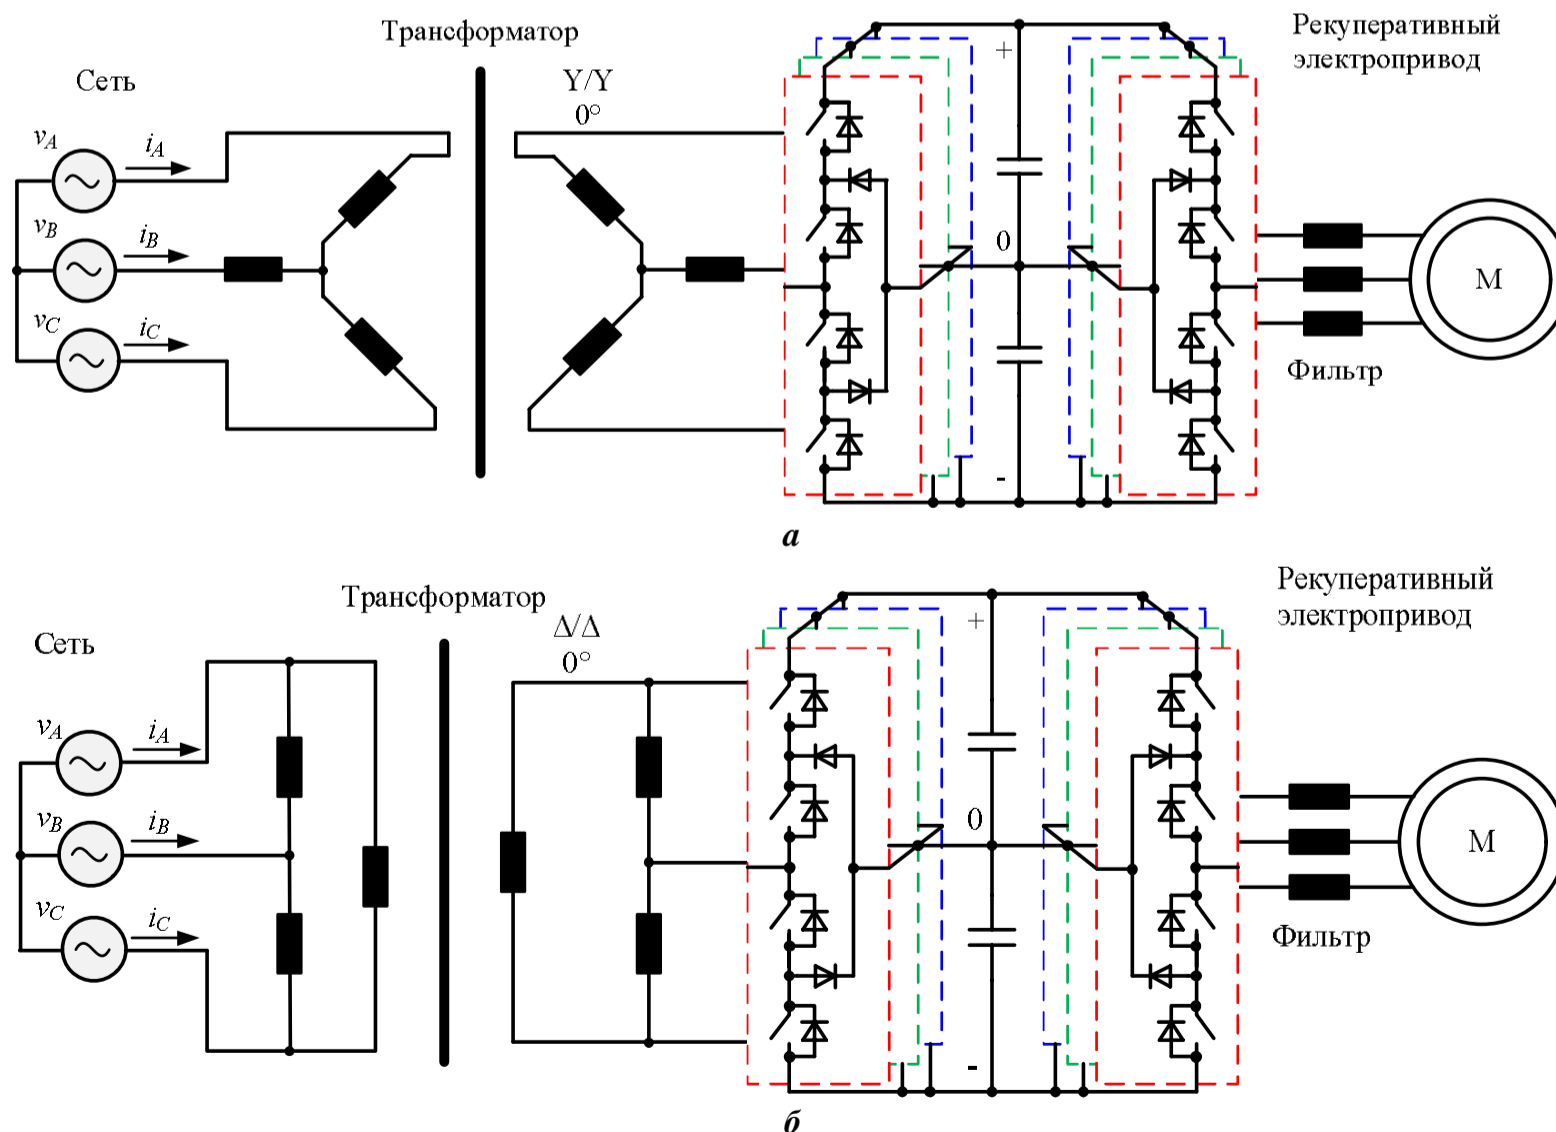 Трансформатор
Рекуперативный
электропривод
Сеть
Y/Y
0°
+
vA
iA
vB
iB
0
M
vC
iC
Фильтр
-
а
Трансформатор
Рекуперативный
электропривод
Δ/Δ
0°
+
Сеть
vA
iA
vB
iB
0
M
vC
iC
Фильтр
-
б